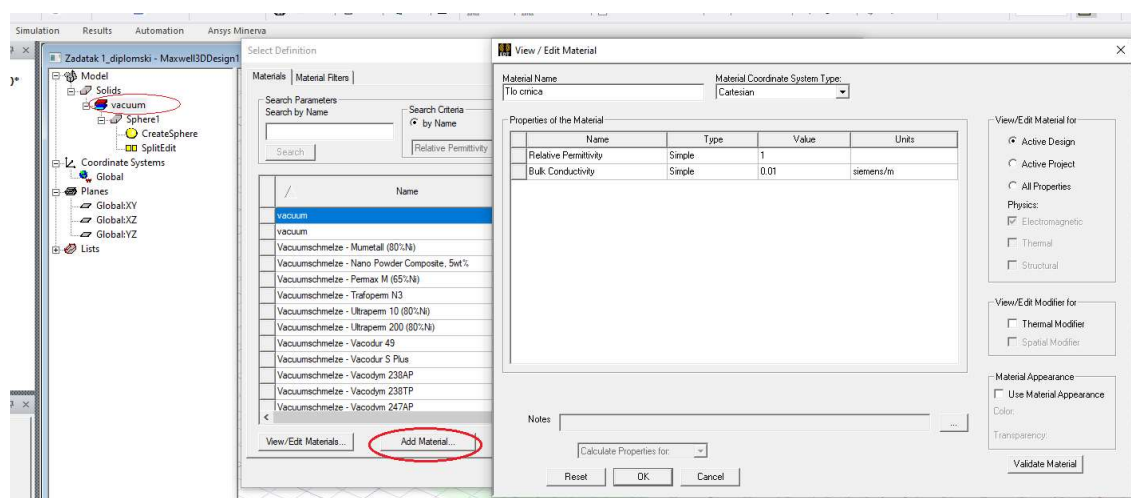 Simulation Results Automation Ansys Minerva
Zadatak 1_diplomski - Maxwell3DDesign1
Model
Solids
vacuum
Sphere1
CreateSphere
SplitEdit
Coordinate Systems
Global
Planes
Global:XY
Global:XZ
Global:YZ
Lists
Select Definition
Materials Material Filters
Search Parameters
Search by Name
Search Criteria
by Name
Search
Relative Permittivity
/ Name
vacuum
vacuum
Vacuumschmelze - Mumetall (80%Ni)
Vacuumschmelze - Nano Powder Composite, 5wt%
Vacuumschmelze - Permax M (65%Ni)
Vacuumschmelze - Trafoperm N3
Vacuumschmelze - Ultraperm 10 (80%Ni)
Vacuumschmelze - Ultraperm 200 (80%Ni)
Vacuumschmelze - Vacodur 49
Vacuumschmelze - Vacodur S Plus
Vacuumschmelze - Vacodym 238AP
Vacuumschmelze - Vacodym 238TP
Vacuumschmelze - Vacodym 247AP
View/Edit Materials... Add Material...
View / Edit Material
Material Name
Tlo crnica
Material Coordinate System Type:
Cartesian
Properties of the Material
Name Type Value Units
Relative Permittivity Simple 1
Bulk Conductivity Simple 0.01 siemens/m
View/Edit Material for
Active Design
Active Project
All Properties
Physics:
Electromagnetic
Thermal
Structural
View/Edit Modifier for
Thermal Modifier
Spatial Modifier
Material Appearance
Use Material Appearance
Color:
Transparency:
Notes
...
Calculate Properties for:
Reset OK Cancel
Validate Material